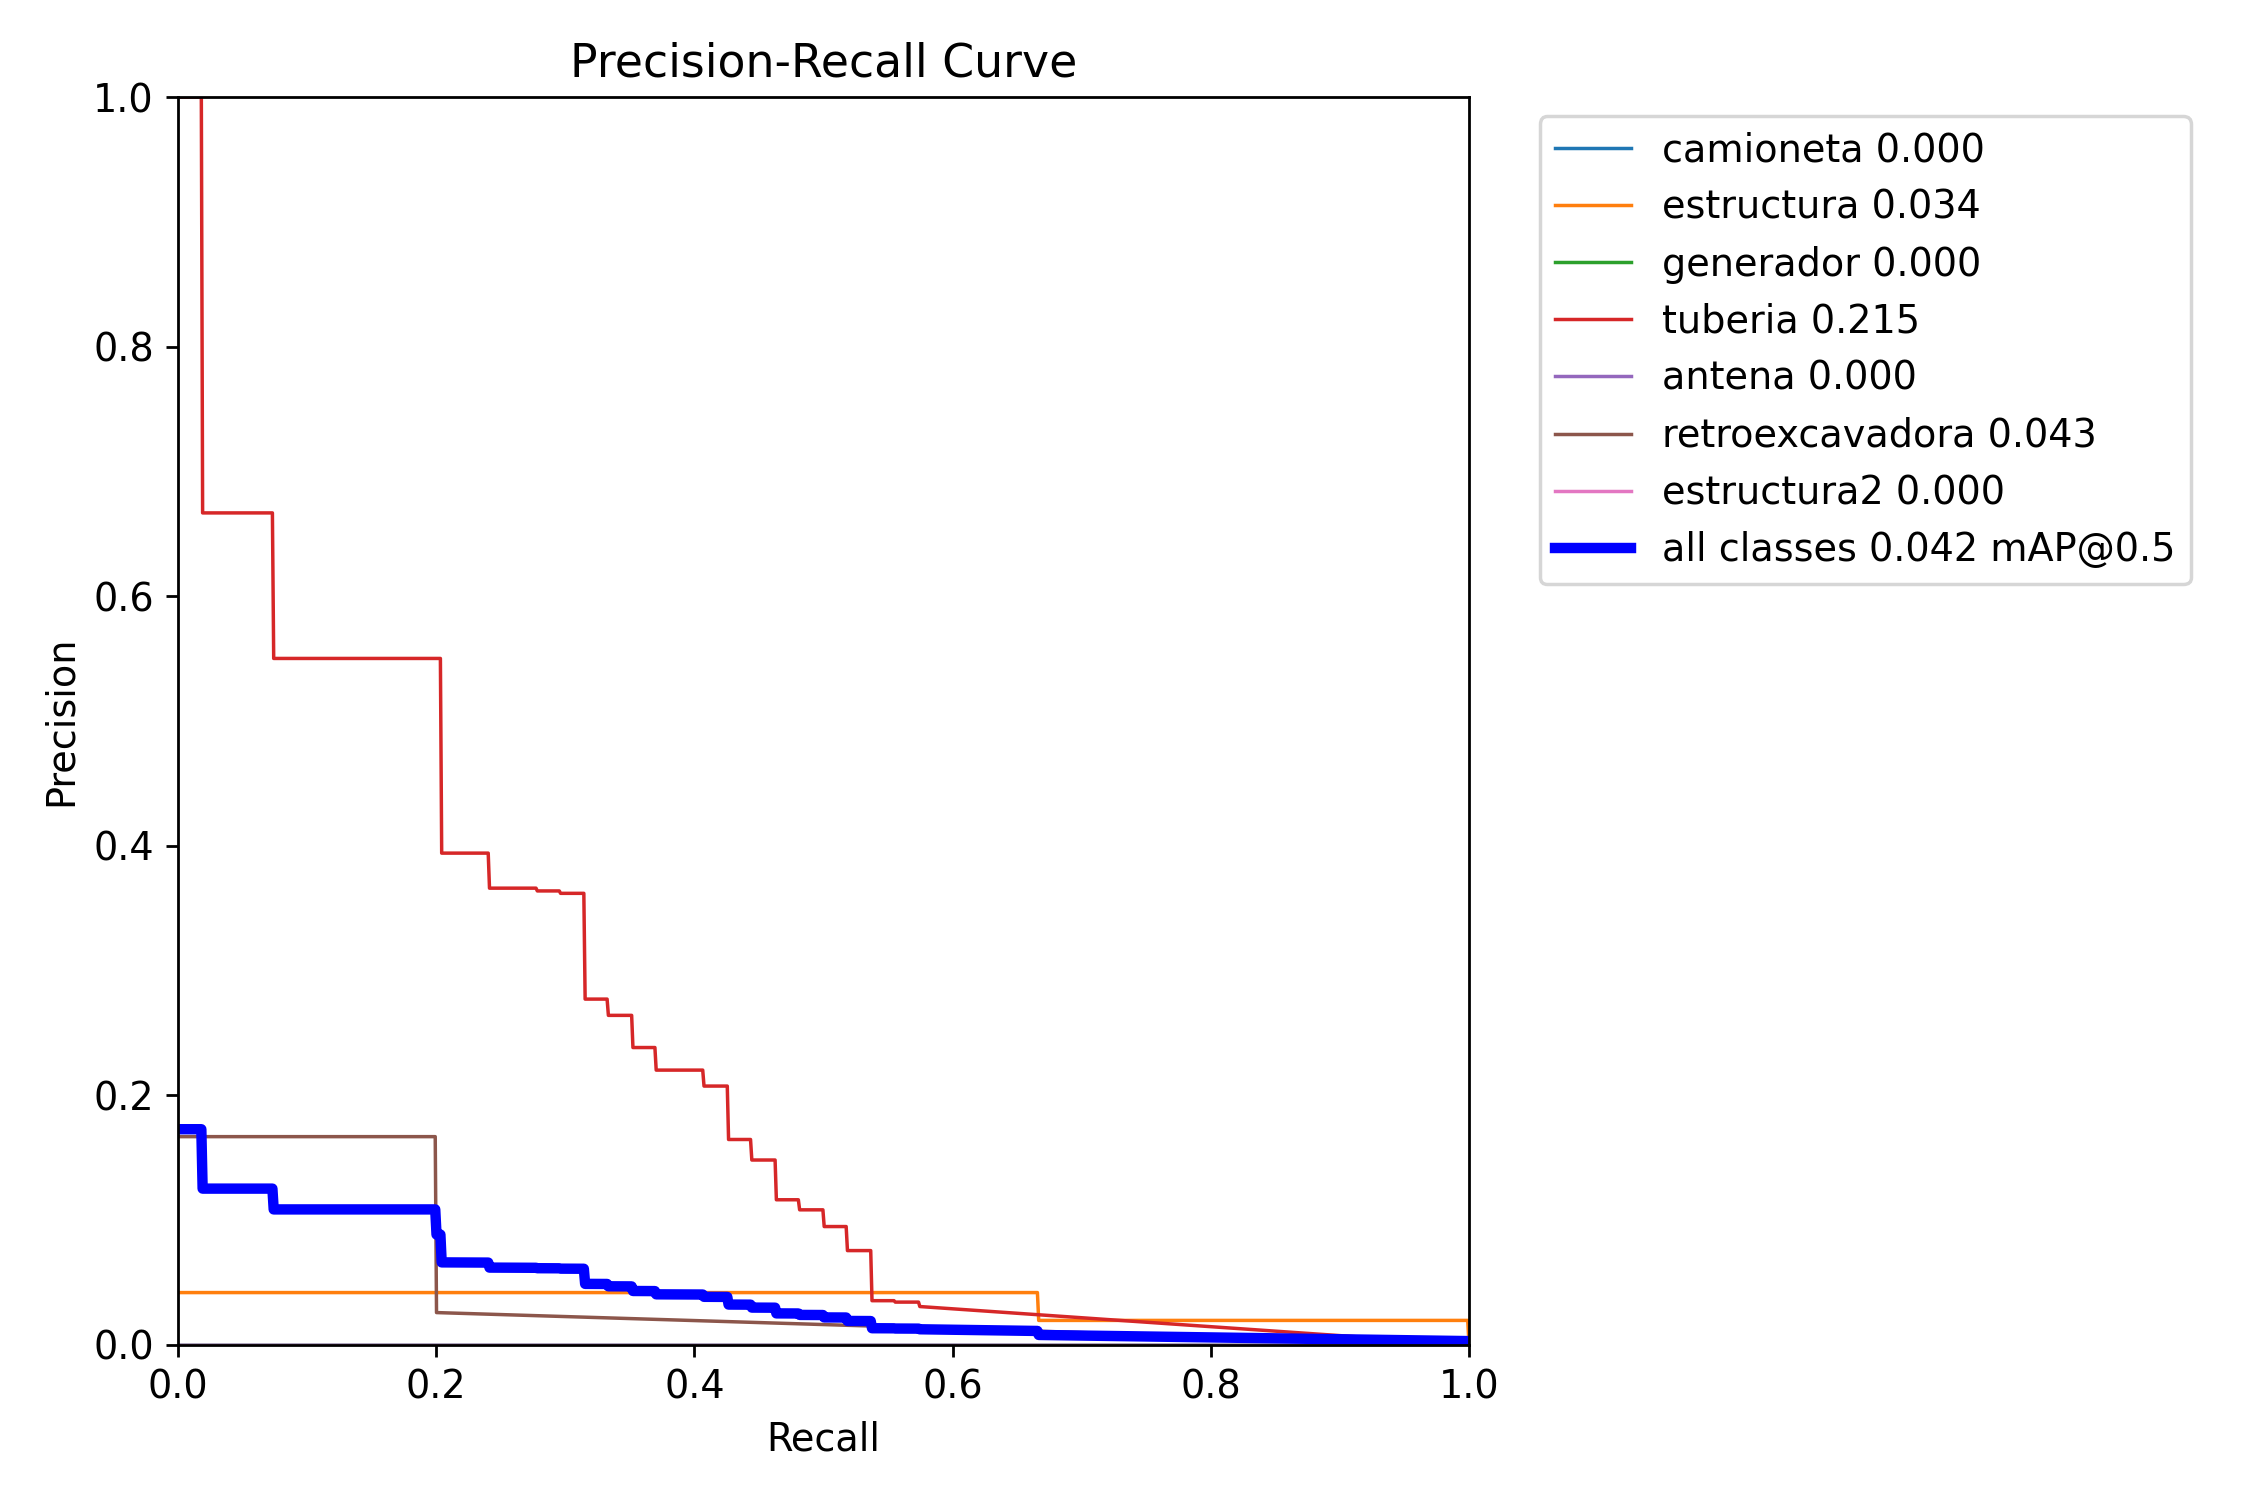 Precision-Recall Curve
1.0
0.8
0.6
0.4
0.2
0.0
Precision
0.0 0.2 0.4 0.6 0.8 1.0
Recall
camioneta 0.000
estructura 0.034
generador 0.000
tuberia 0.215
antena 0.000
retroexcavadora 0.043
estructura2 0.000
all classes 0.042 mAP@0.5